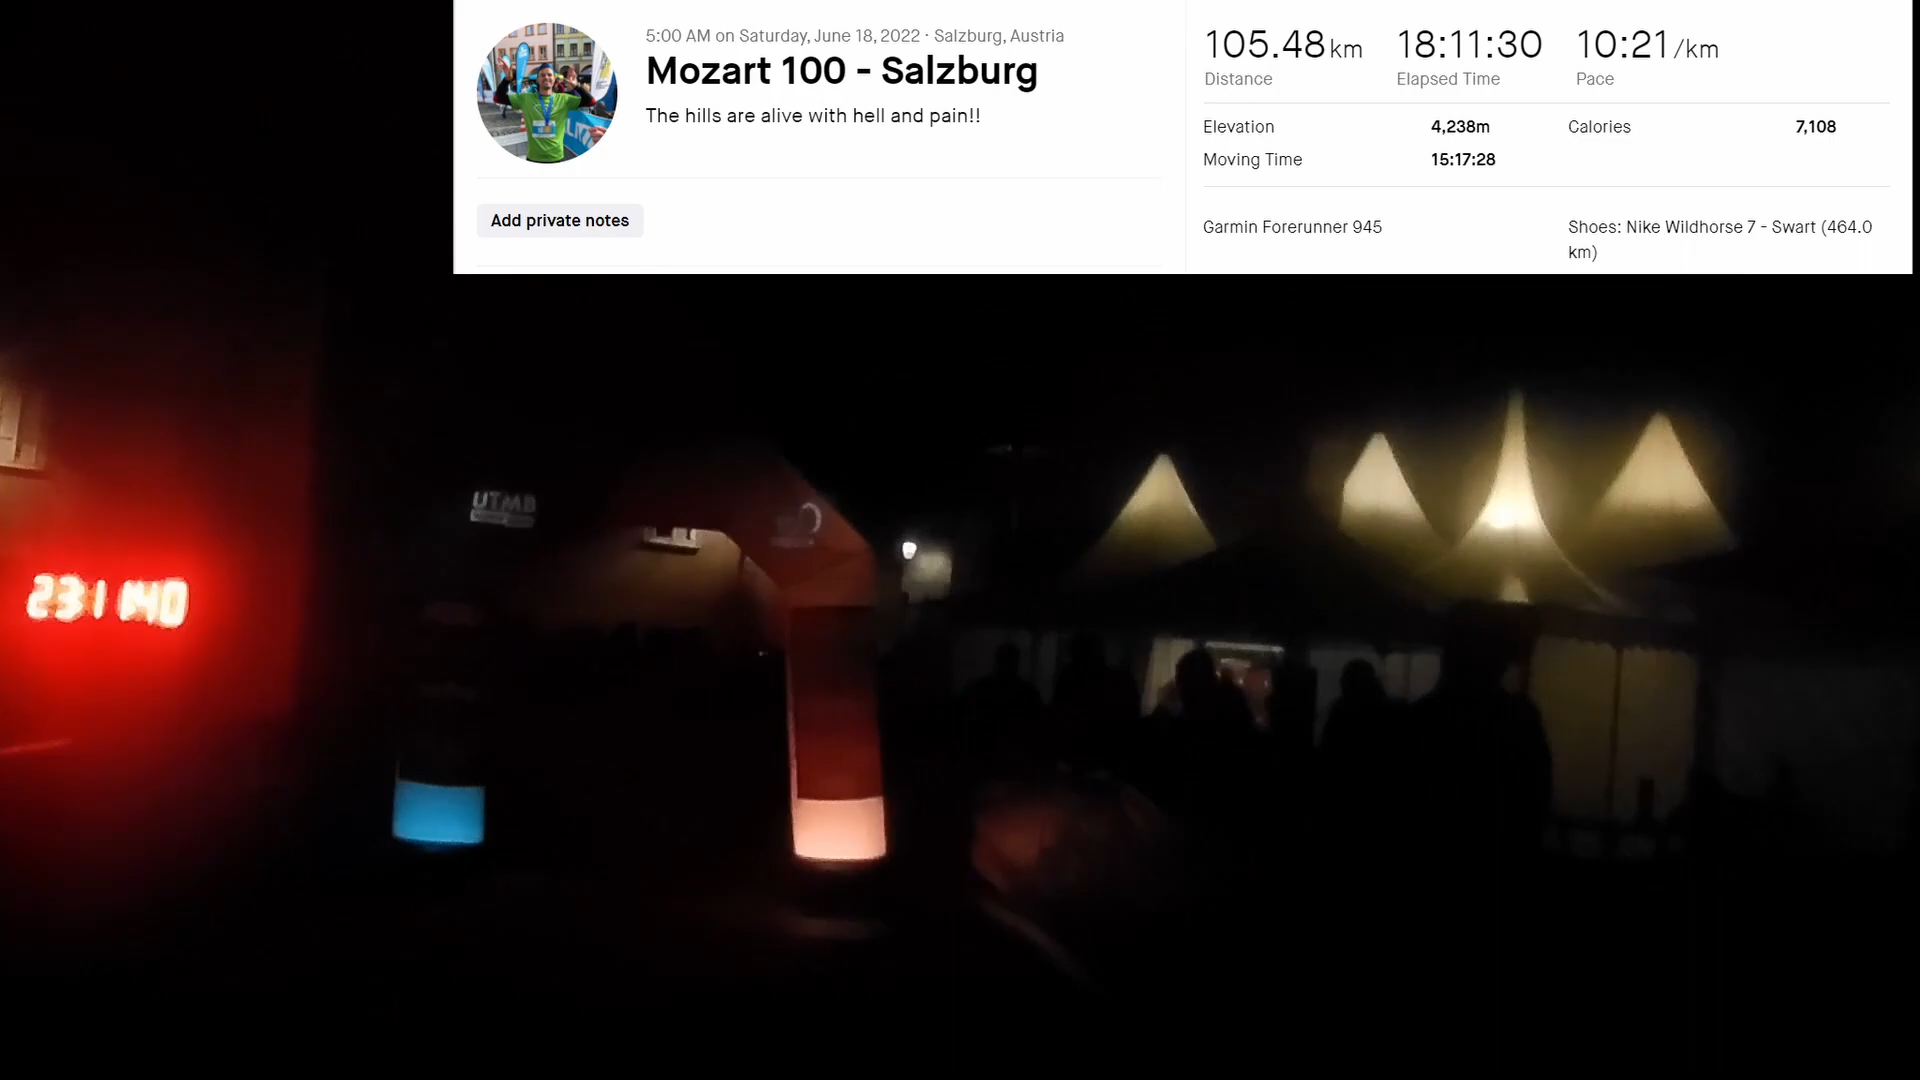 5:00 AM on Saturday, June 18, 2022 · Salzburg, Austria
Mozart 100 - Salzburg
The hills are alive with hell and pain!!
Add private notes
105.48 km 18:11:30 10:21 /km
Distance Elapsed Time Pace
Elevation 4,238m Calories 7,108
Moving Time 15:17:28
Garmin Forerunner 945
Shoes: Nike Wildhorse 7 - Swart (464.0
km)
UTMB